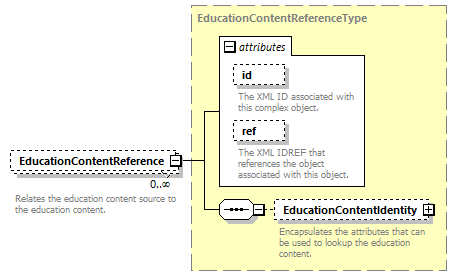 EducationContentReferenceType
attributes
id
The XML ID associated with
this complex object.
ref
The XML IDREF that
references the object
associated with this object.
EducationContentReference
0..∞
Relates the education content source to
the education content.
EducationContentIdentity
Encapsulates the attributes that can
be used to lookup the education
content.